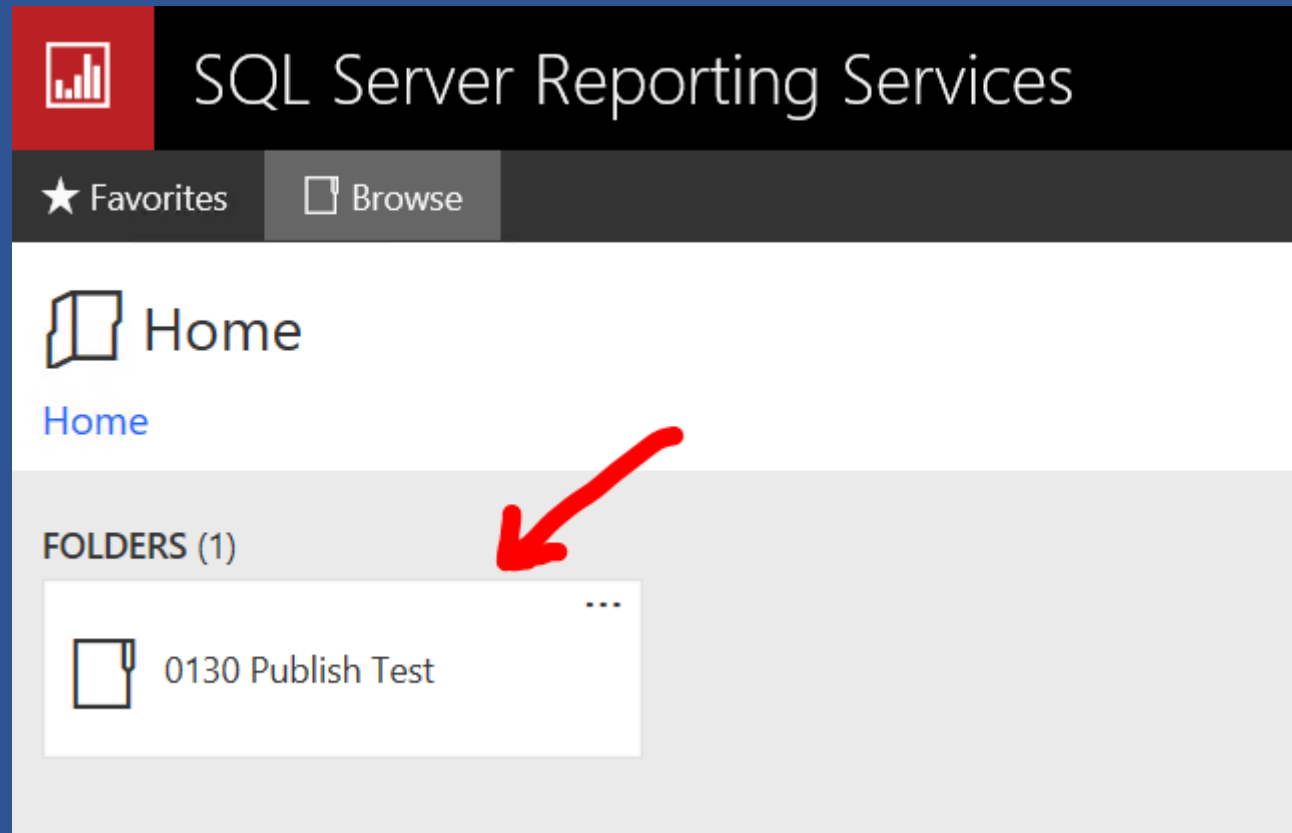 SQL Server Reporting Services
Favorites Browse
Home
Home
FOLDERS (1)
...
0130 Publish Test